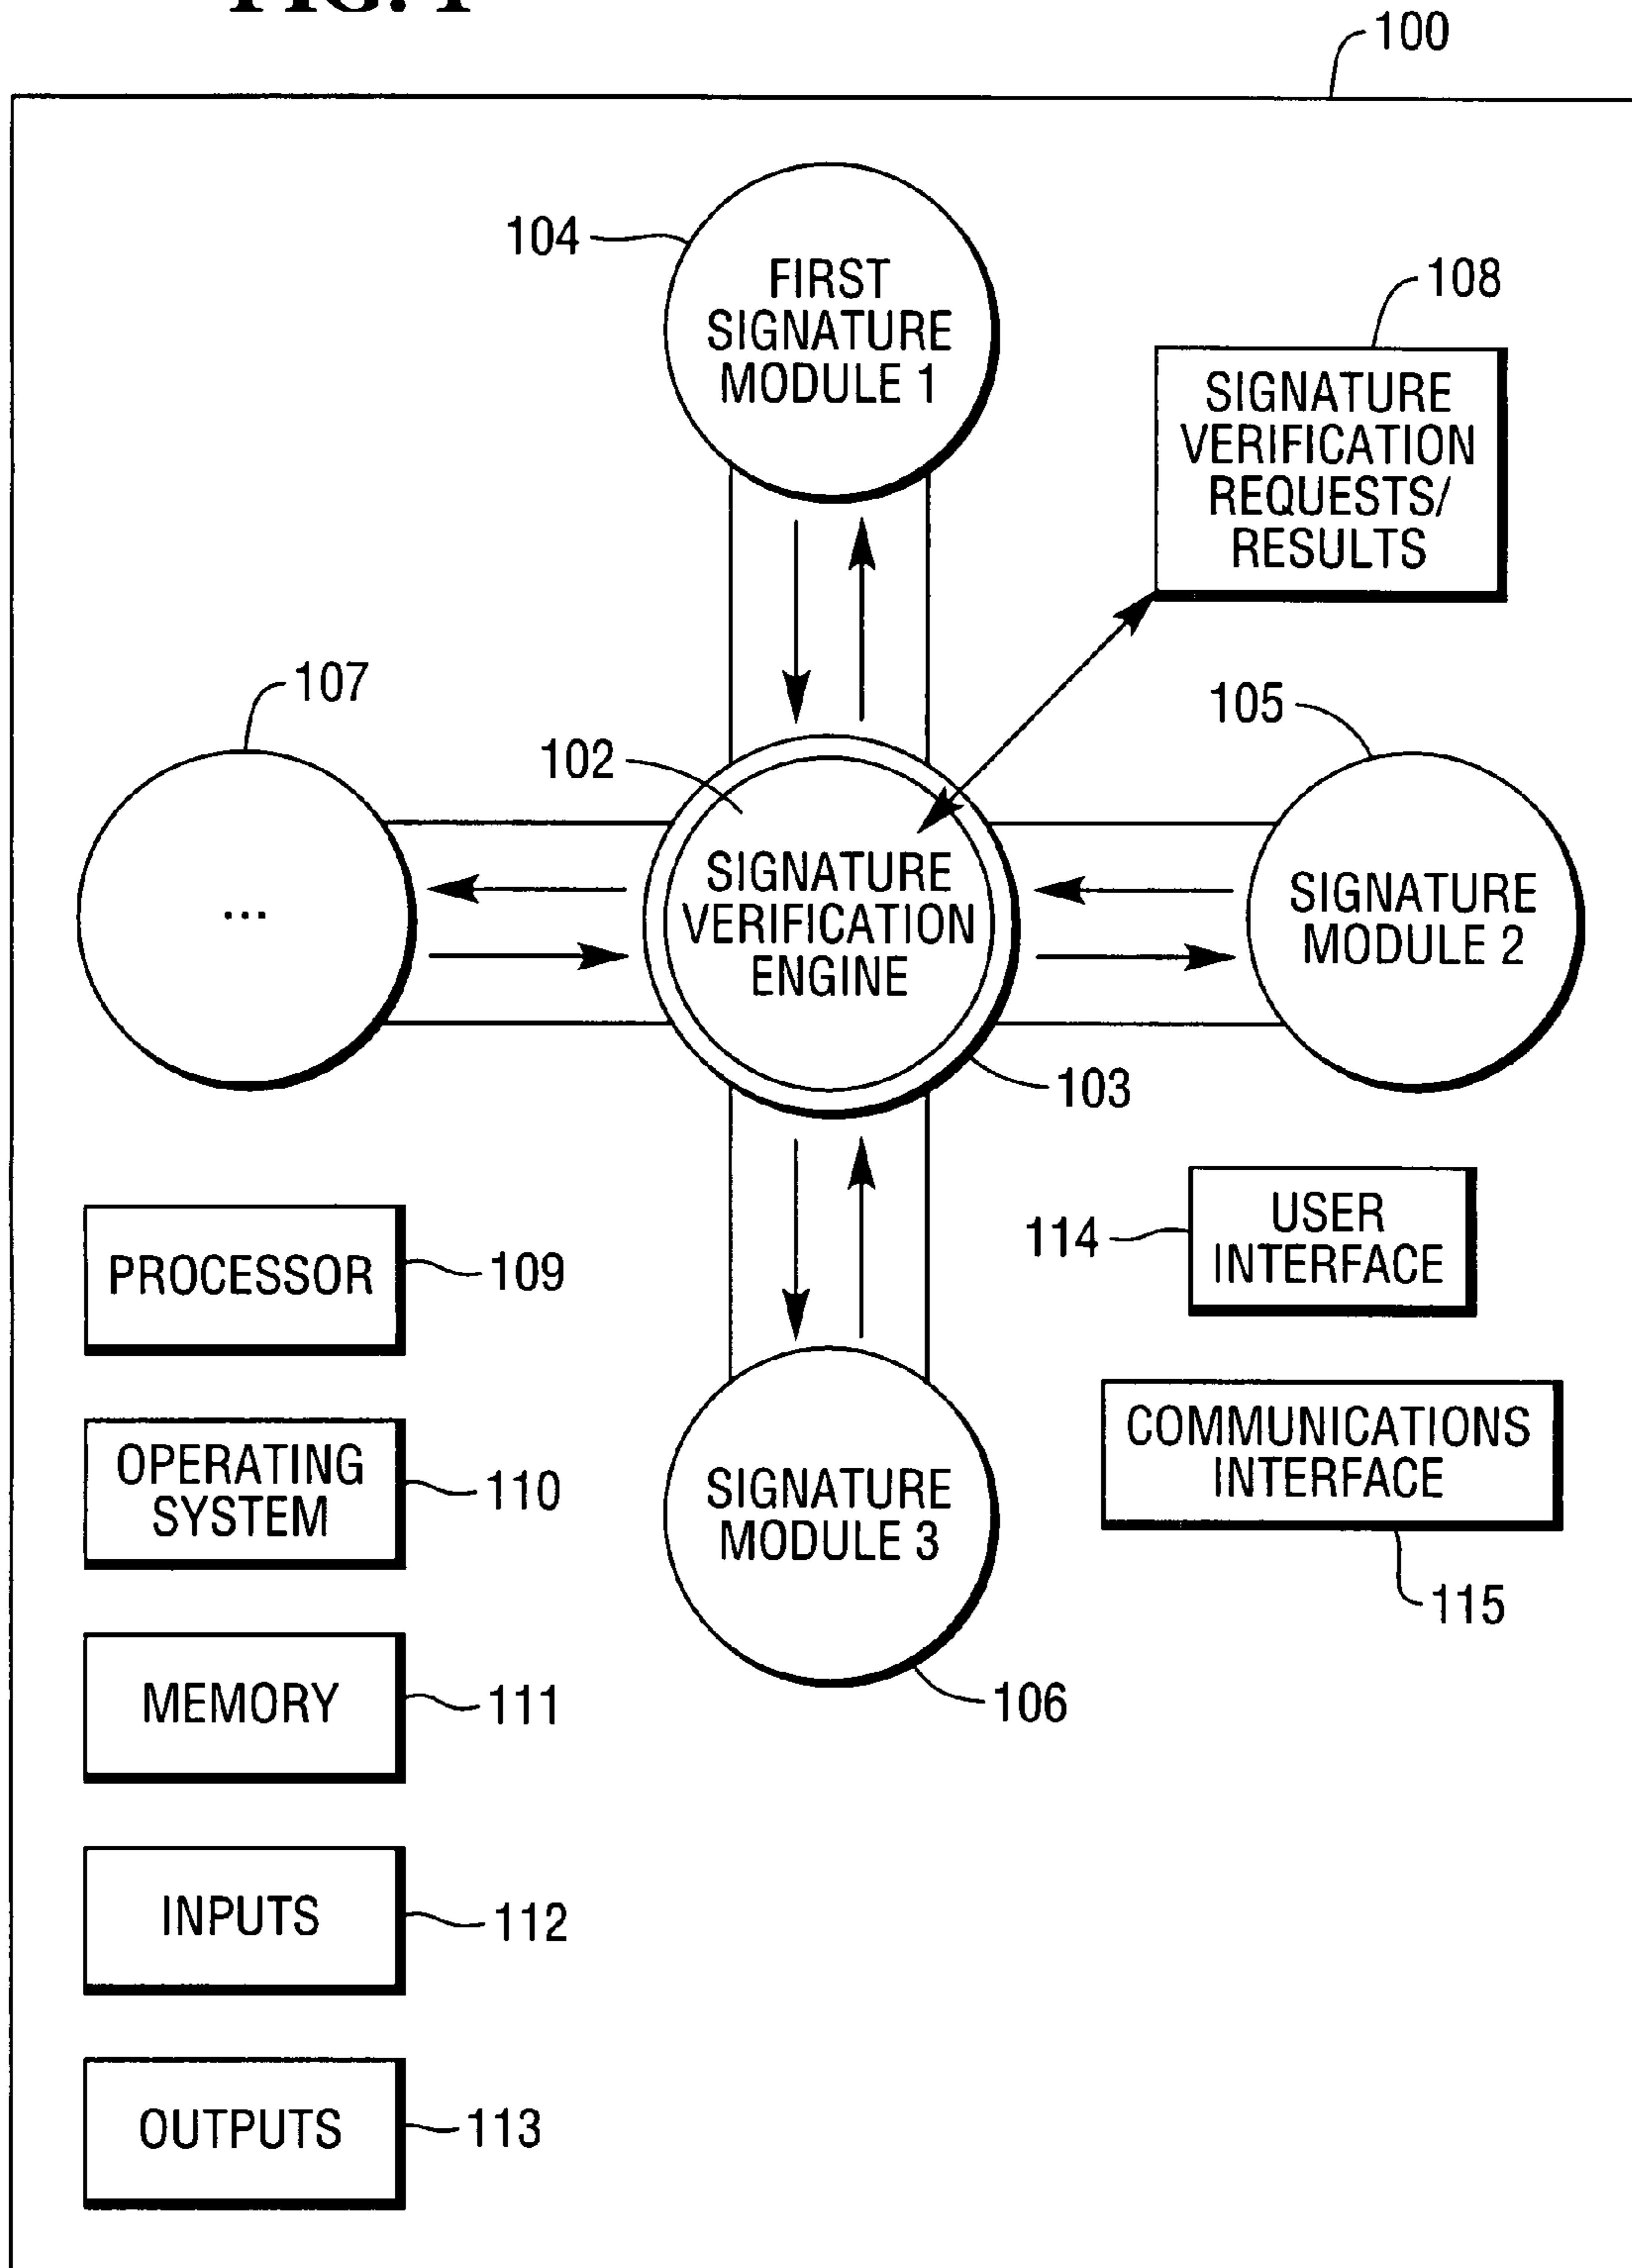 FIG. 1
100
104
FIRST
SIGNATURE
MODULE 1
108
SIGNATURE
VERIFICATION
REQUESTS/
RESULTS
107
102
105
...
SIGNATURE
VERIFICATION
ENGINE
SIGNATURE
MODULE 2
103
PROCESSOR
109
114
USER
INTERFACE
OPERATING
SYSTEM
110
COMMUNICATIONS
INTERFACE
115
SIGNATURE
MODULE 3
106
MEMORY
111
INPUTS
112
OUTPUTS
113